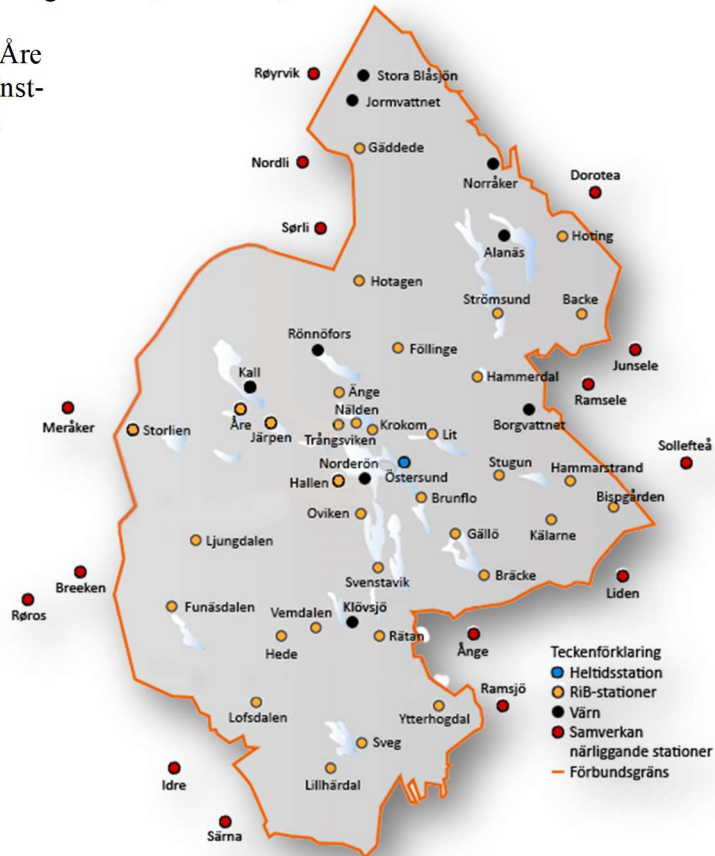 Åre
nst-
Røyrvik
Stora Blåsjön
Jormvattnet
Gäddede
Nordli
Norråker
Dorotea
Sørli
Alanäs
Hoting
Hotagen
Strömsund
Backe
Rönnöfors
Föllinge
Junsele
Kall
Hammerdal
Ramsele
Änge
Meråker
Storlien
Åre
Järpen
Nälden
Trångsviken
Krokom
Lit
Borgvattnet
Sollefteå
Norderön
Östersund
Stugun
Hammarstrand
Hallen
Brunflo
Bispgården
Oviken
Ljungdalen
Gällö
Kälarne
Breeken
Svenstavik
Bräcke
Liden
Røros
Funäsdalen
Vemdalen
Klövsjö
Hede
Rätan
Ånge
Teckenförklaring
Heltidsstation
RiB-stationer
Värn
Samverkan
närliggande stationer
Förbundsgräns
Ramsjö
Lofsdalen
Ytterhogdal
Sveg
Idre
Lillhärdal
Särna